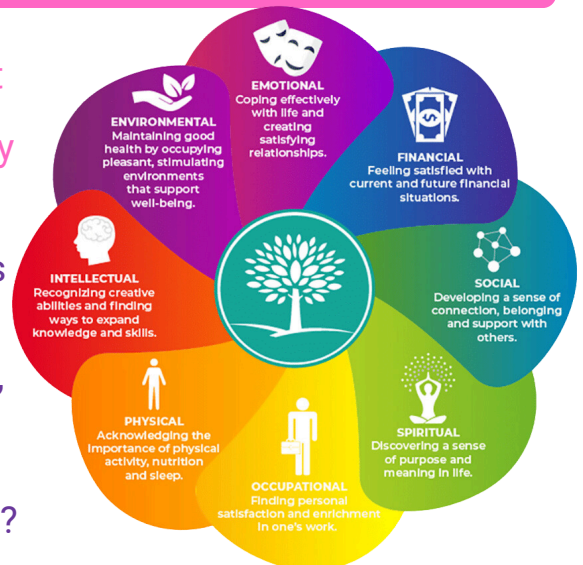 t
y
s
,
?
EMOTIONAL
Coping effectively
with life and
creating
satisfying
relationships.
FINANCIAL
Feeling satisfied with
current and future financial
situations.
SOCIAL
Developing a sense of
connection, belonging
and support with
others.
SPIRITUAL
Discovering a sense
of purpose and
meaning in life.
OCCUPATIONAL
Finding personal
satisfaction and enrichment
in one's work.
PHYSICAL
Acknowledging the
importance of physical
activity, nutrition
and sleep.
INTELLECTUAL
Recognizing creative
abilities and finding
ways to expand
knowledge and skills.
ENVIRONMENTAL
Maintaining good
health by occupying
pleasant, stimulating
environments
that support
well-being.